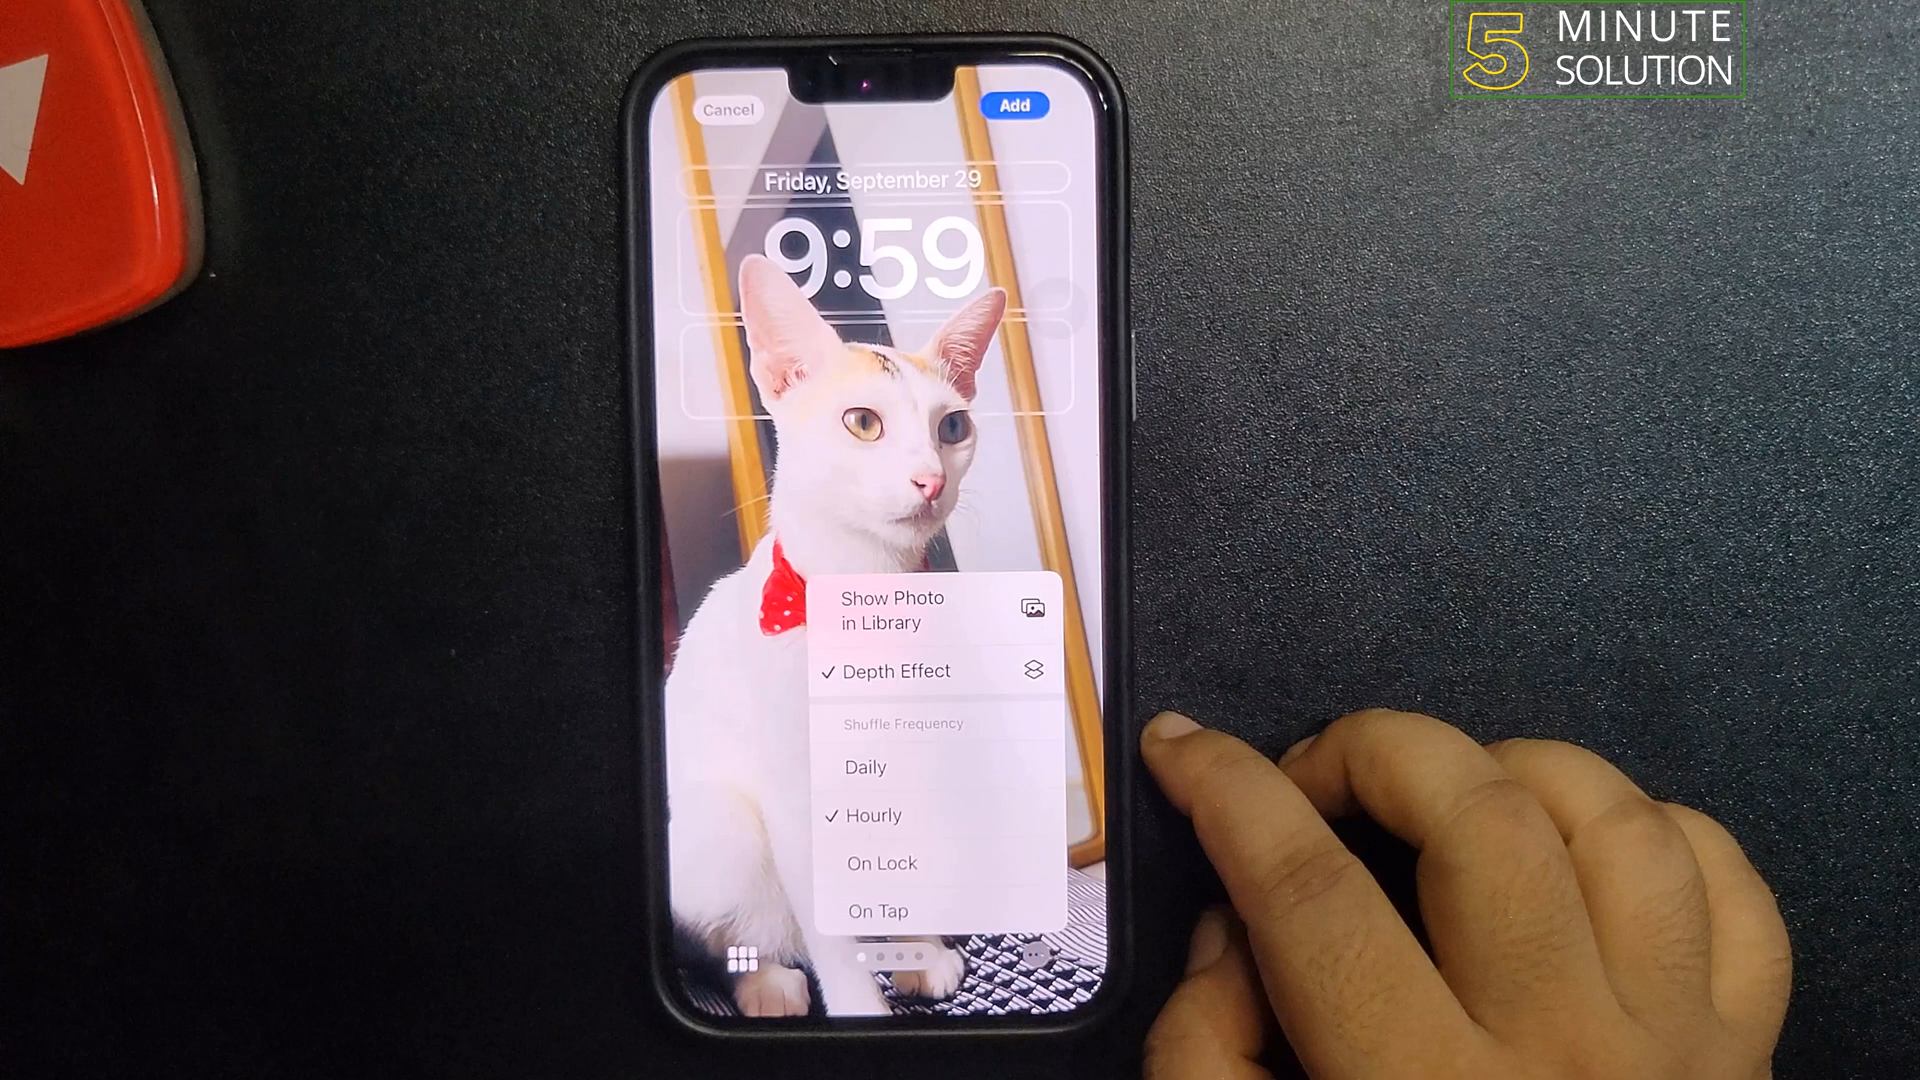 5 MINUTE
SOLUTION
Cancel
Add
Friday, September 29
9:59
Show Photo
in Library
✓ Depth Effect
Shuffle Frequency
Daily
✓ Hourly
On Lock
On Tap